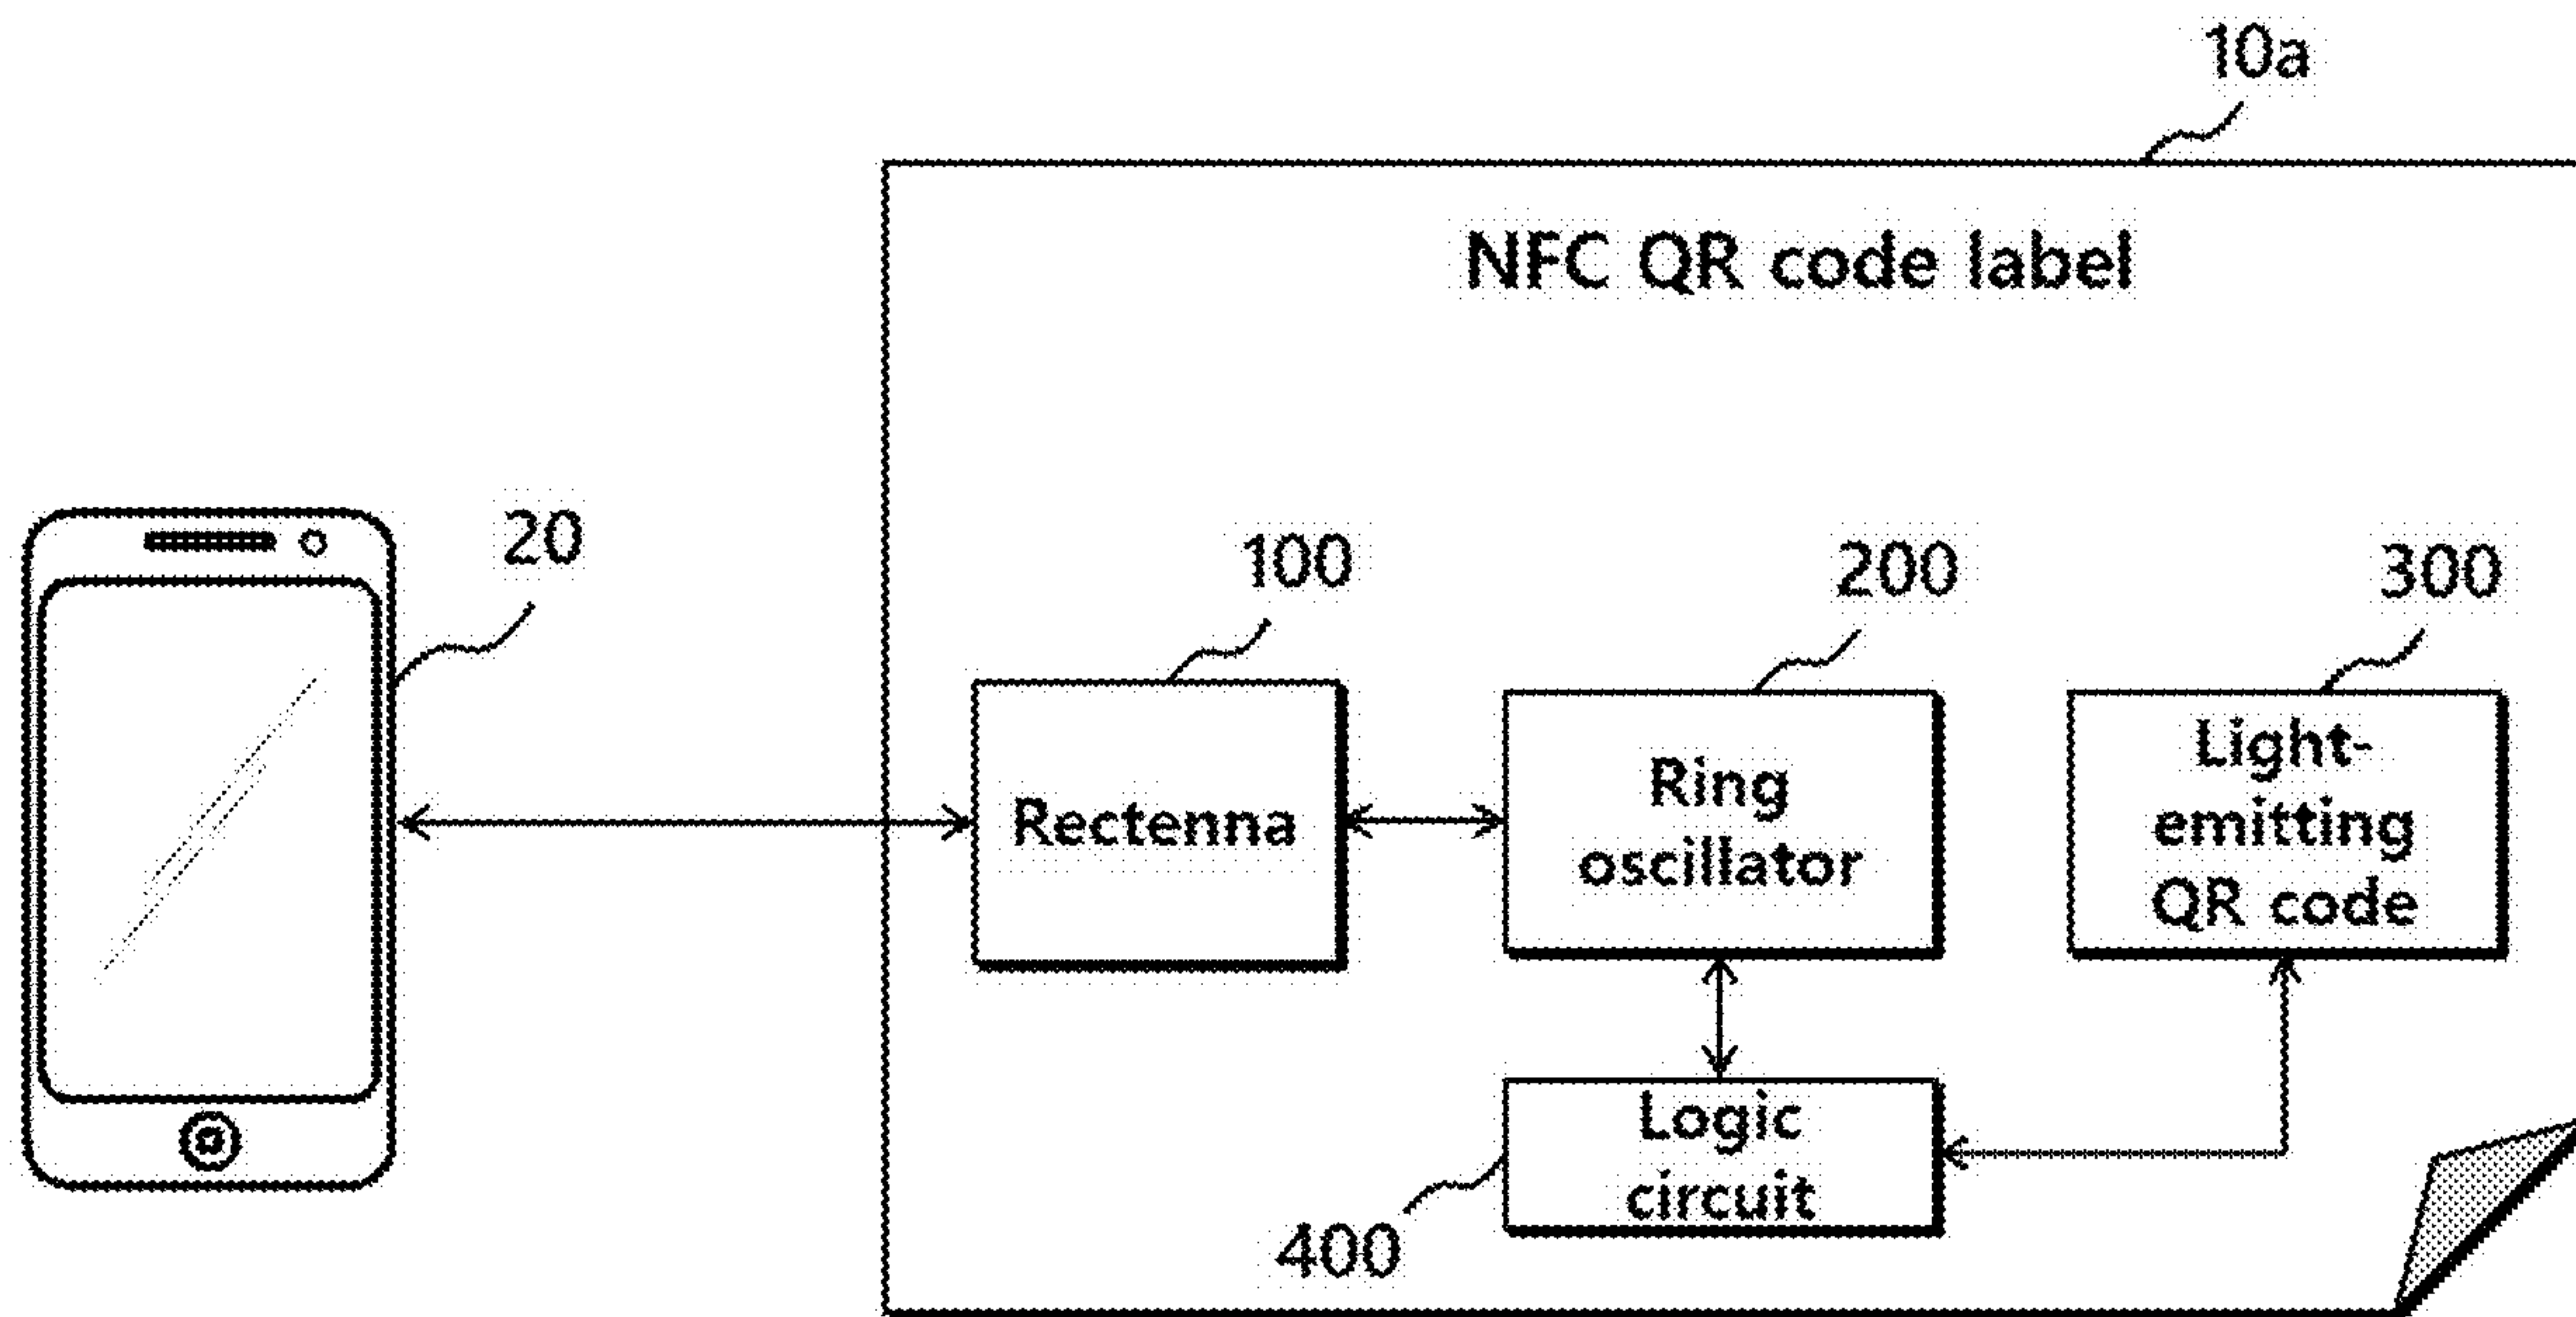 10a
NFC QR code label
20
100
200
300
Rectenna
Ring
oscillator
Light-
emitting
QR code
Logic
circuit
400